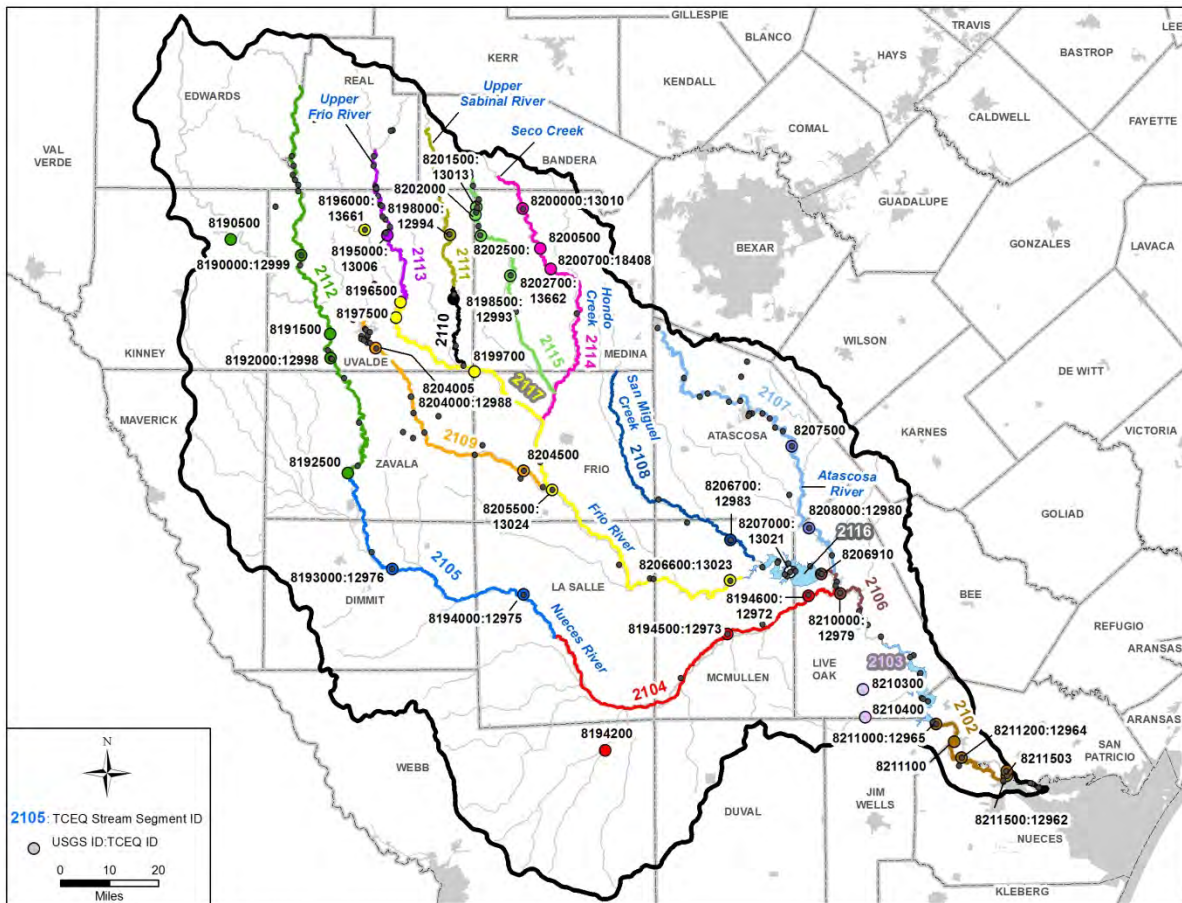 GILLESPIE
TRAVIS
LEE
BLANCO
HAYS
BASTROP
KERR
KENDALL
REAL
EDWARDS
Upper
Sabinal River
Upper
Frio River
CALDWELL
FAYETTE
COMAL
VAL
VERDE
Seco Creek
BANDERA
8201500:
13013
8202000
8196000:
13661
8198000:
12994
8200000:13010
GUADALUPE
GONZALES
LAVACA
8190500
8200500
BEXAR
8195000:
13006
8202500:
8200700:18408
8190000:12999
2113
2111
2112
8202700:
13662
8196500
8198500:
12993
Hondo
Creek
8197500
2110
2114
2115
8191500
WILSON
KINNEY
8192000:12998
UVALDE
8199700
MEDINA
DE WITT
8204005
8204000:12988
2117
2107
MAVERICK
San Miguel
Creek
2108
KARNES
VICTORIA
ATASCOSA
8207500
2109
8204500
ZAVALA
8192500
FRIO
Atascosa
River
8206700:
12983
8205500:
13024
8208000:12980
GOLIAD
8207000:
13021
2116
Frio River
8206910
8193000:12976
2105
8206600:13023
2106
BEE
LA SALLE
DIMMIT
8194600:
12972
8194000:12975
8210000:
12979
Nueces River
8194500:12973
REFUGIO
ARANSAS
2103
LIVE
OAK
8210300
2104
MCMULLEN
8210400
2102
ARANSAS
8194200
8211200:12964
8211000:12965
8211503
SAN
PATRICIO
8211100
WEBB
JIM
WELLS
DUVAL
8211500:12962
NUECES
KLEBERG
N
2105: TCEQ Stream Segment ID
USGS ID:TCEQ ID
0 10 20
Miles